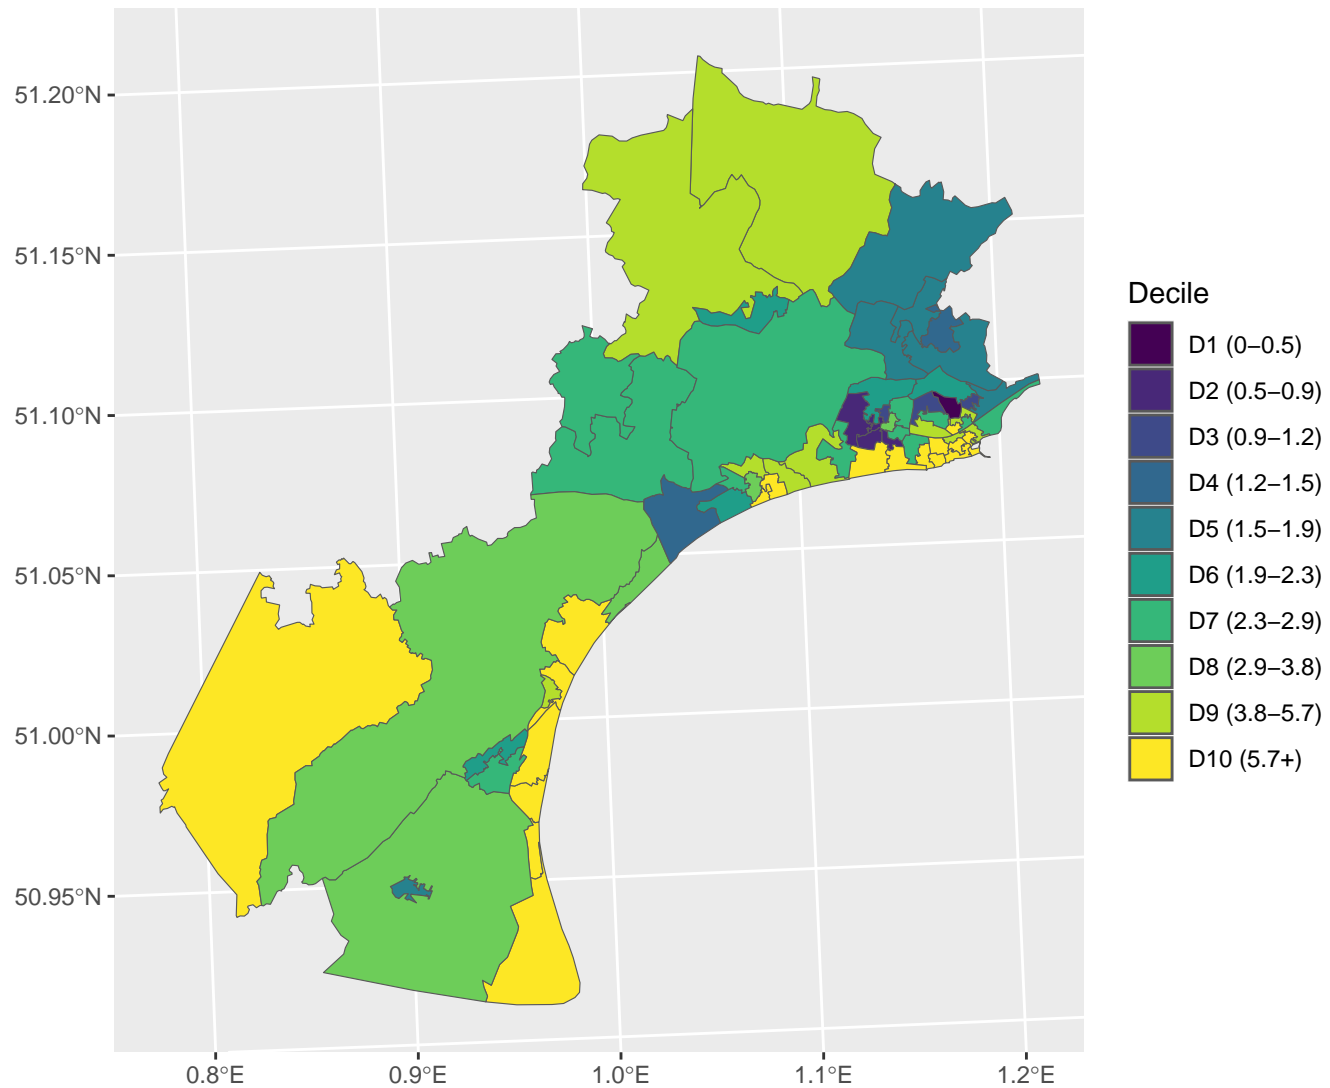 51.20°N
51.15°N
51.10°N
51.05°N
51.00°N
50.95°N
0.8°E
0.9°E
1.0°E
1.1°E
1.2°E
Decile
D1 (0–0.5)
D2 (0.5–0.9)
D3 (0.9–1.2)
D4 (1.2–1.5)
D5 (1.5–1.9)
D6 (1.9–2.3)
D7 (2.3–2.9)
D8 (2.9–3.8)
D9 (3.8–5.7)
D10 (5.7+)